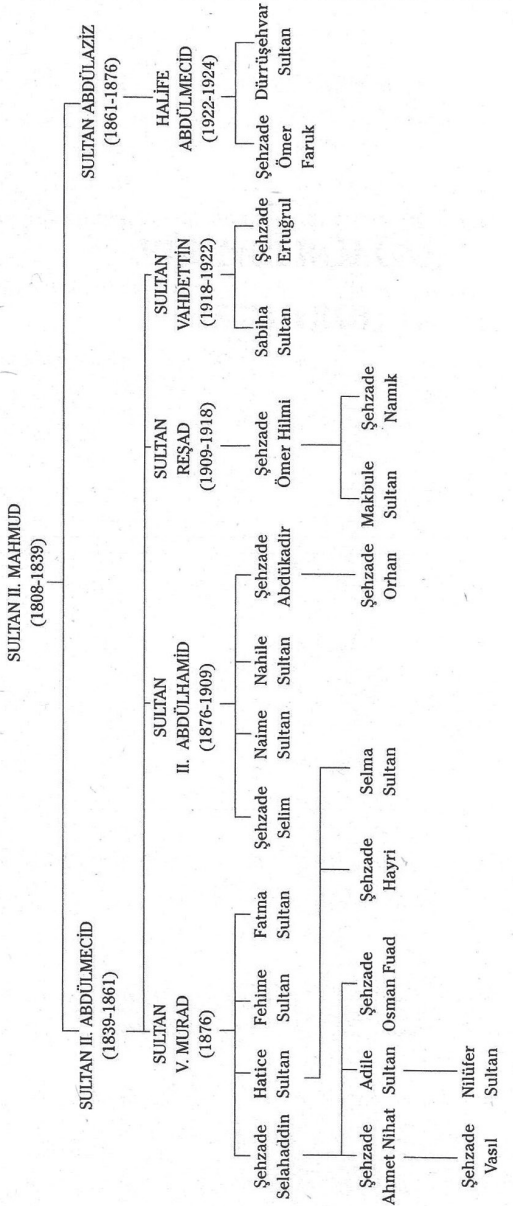 SULTAN II. MAHMUD
(1808-1839)
SULTAN II. ABDÜLMECİD
(1839-1861)
SULTAN ABDÜLAZİZ
(1861-1876)
SULTAN
V. MURAD
(1876)
SULTAN
II. ABDÜLHAMİD
(1876-1909)
SULTAN
REŞAD
(1909-1918)
SULTAN
VAHDETTİN
(1918-1922)
HALİFE
ABDÜLMECİD
(1922-1924)
Şehzade
Selahaddin
Hatice
Sultan
Fehime
Sultan
Fatma
Sultan
Şehzade
Selim
Naime
Sultan
Nahile
Sultan
Şehzade
Abdükadir
Şehzade
Ömer Hilmi
Sabiha
Sultan
Şehzade
Ertuğrul
Şehzade
Ömer
Faruk
Dürrüşehvar
Sultan
Şehzade
Ahmet Nihat
Adile
Sultan
Şehzade
Osman Fuad
Şehzade
Hayri
Selma
Sultan
Şehzade
Orhan
Makbule
Sultan
Şehzade
Namık
Şehzade
Vasıl
Nilüfer
Sultan